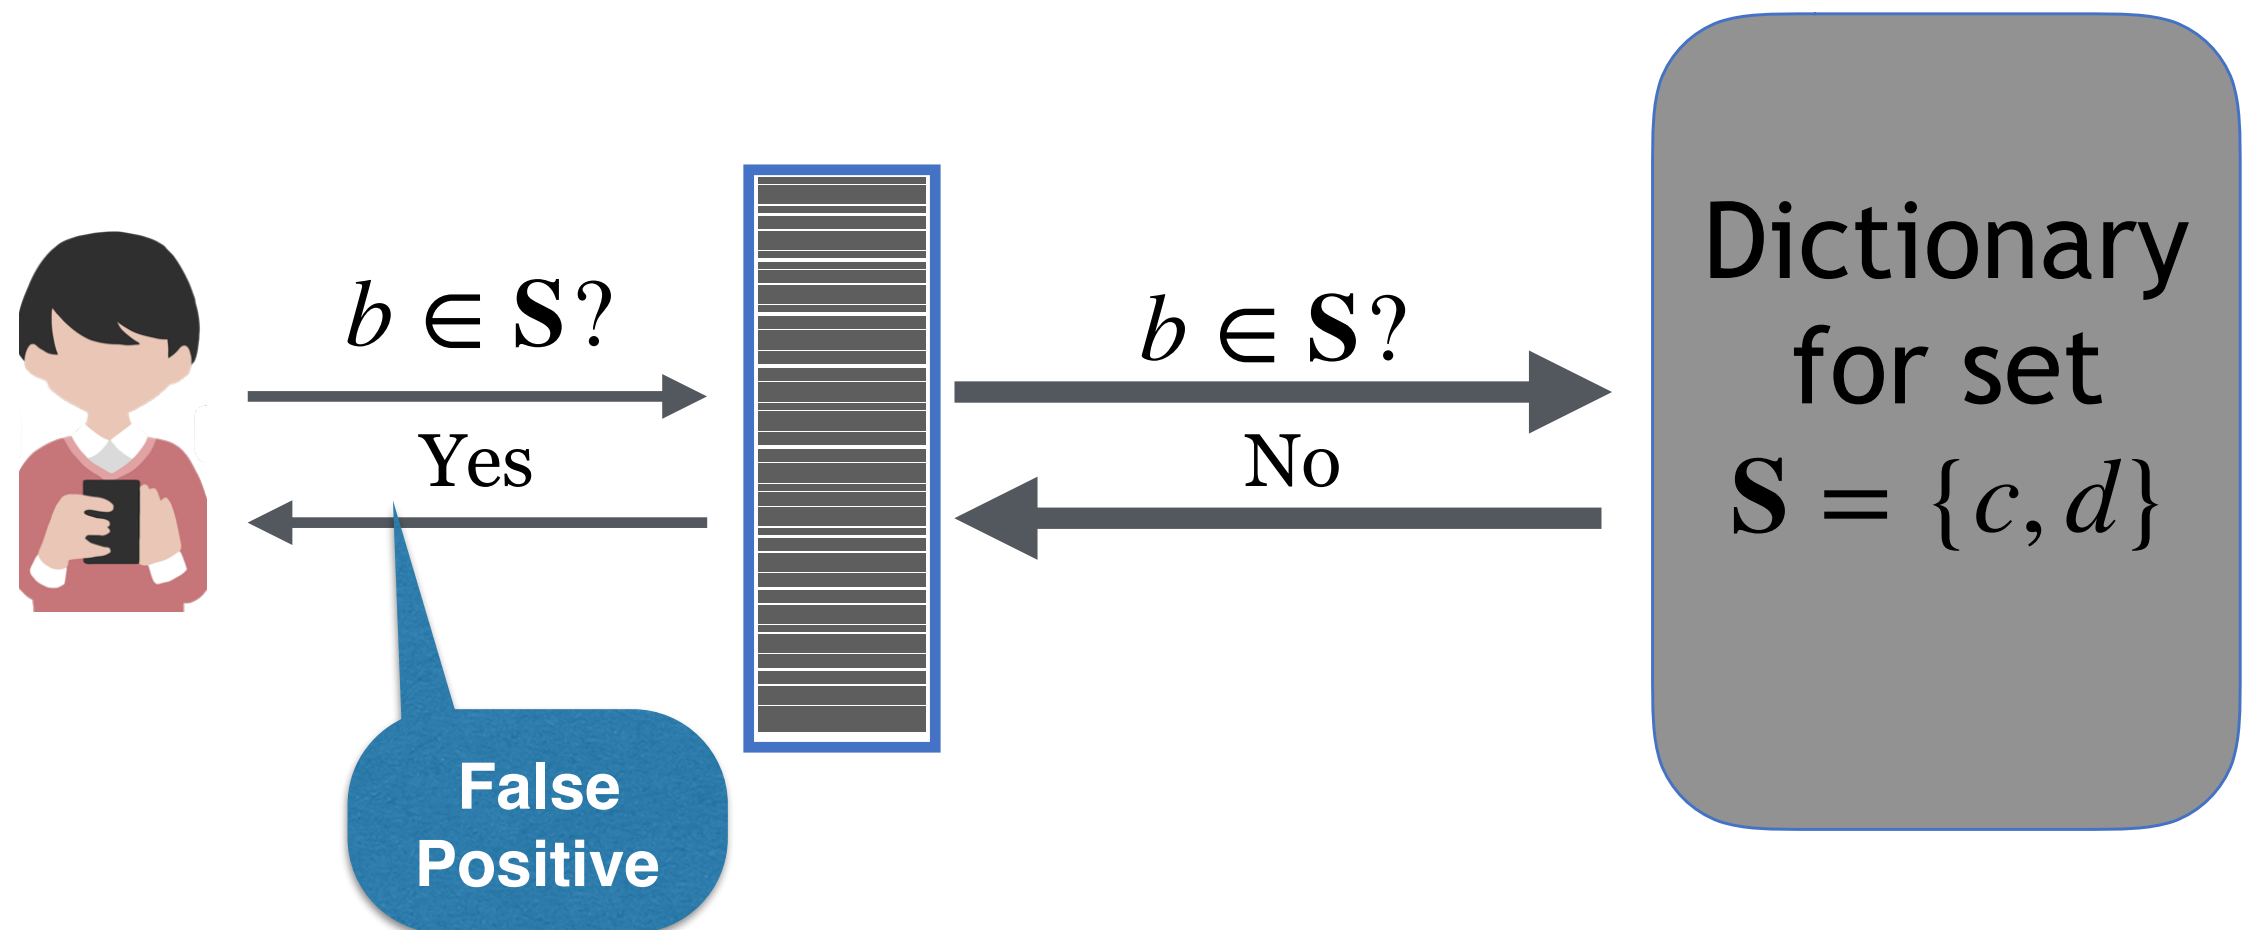 b ∈ S?
Yes
False
Positive
b ∈ S?
No
Dictionary
for set
S = {c, d}